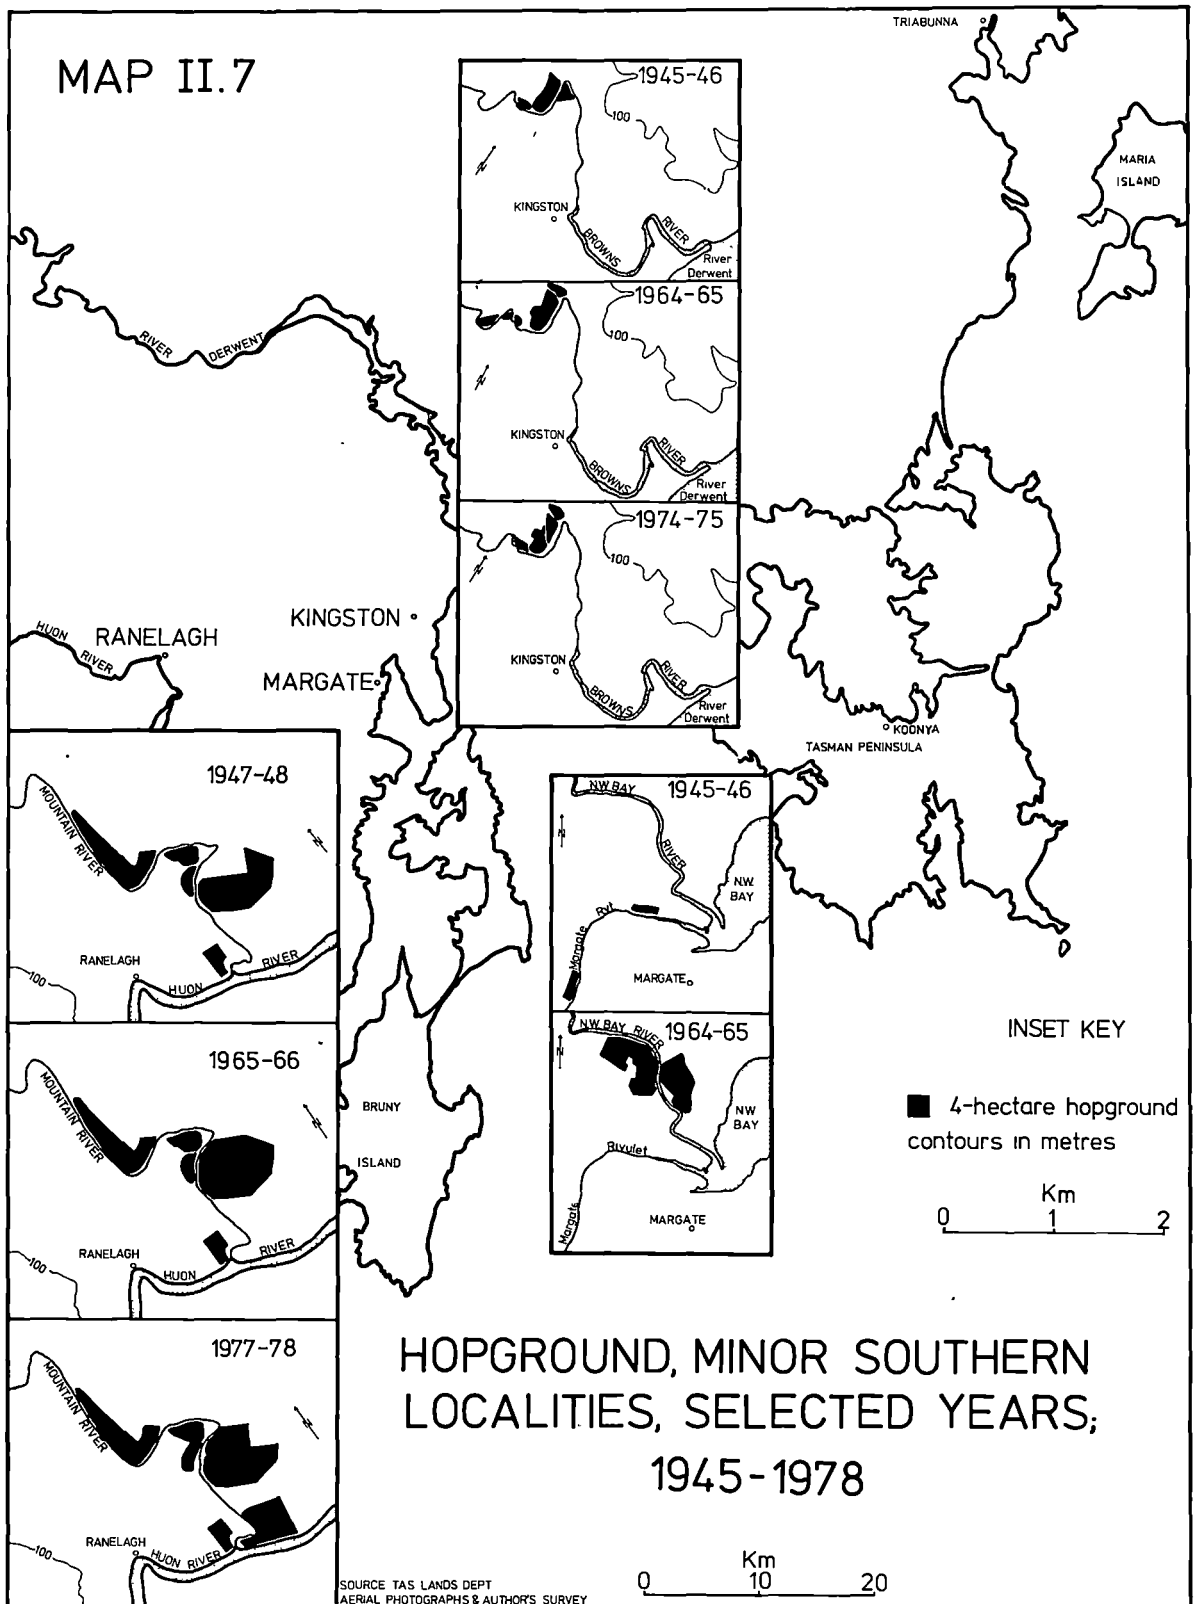 MAP II.7
TRIABUNNA
MARIA
ISLAND
1945-46
100
N
KINGSTON
BROWNS
RIVER
River
Derwent
1964-65
100
N
KINGSTON
BROWNS
RIVER
River
Derwent
1974-75
100
N
KINGSTON
BROWNS
RIVER
River
Derwent
RIVER DERWENT
HUON
RIVER
RANELAGH
KINGSTON
MARGATE
KOONYA
TASMAN PENINSULA
1947-48
MOUNTAIN RIVER
N
RANELAGH
HUON
RIVER
100
1965-66
MOUNTAIN RIVER
N
RANELAGH
HUON
RIVER
100
1977-78
MOUNTAIN RIVER
N
RANELAGH
HUON RIVER
100
1945-46
N.W. BAY
RIVER
N
N.W.
BAY
Margate Rvt
MARGATE
1964-65
N.W. BAY RIVER
N
N.W.
BAY
Margate Rivulet
MARGATE
BRUNY
ISLAND
INSET KEY
4-hectare hopground
contours in metres
Km
0 1 2
HOPGROUND, MINOR SOUTHERN
LOCALITIES, SELECTED YEARS;
1945-1978
Km
0 10 20
SOURCE TAS LANDS DEPT
AERIAL PHOTOGRAPHS & AUTHOR'S SURVEY